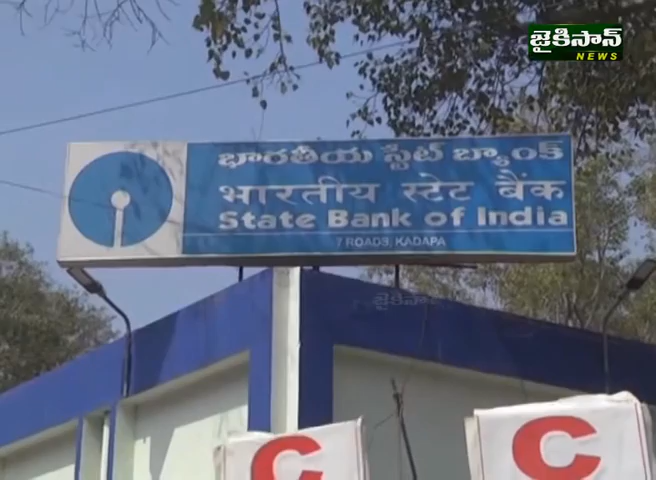 జైకిసాన్
NEWS
భారతీయ స్టేట్ బ్యాంక్
भारतीय स्टेट बैंक
State Bank of India
7 ROADS, KADAPA
జైకిసాన్
C
C